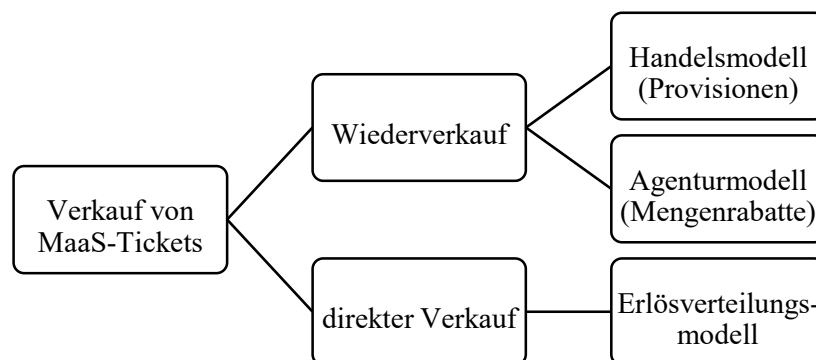 Handelsmodell
(Provisionen)
Wiederverkauf
Agenturmodell
(Mengenrabatte)
Verkauf von
MaaS-Tickets
direkter Verkauf
Erlösverteilungs-
modell